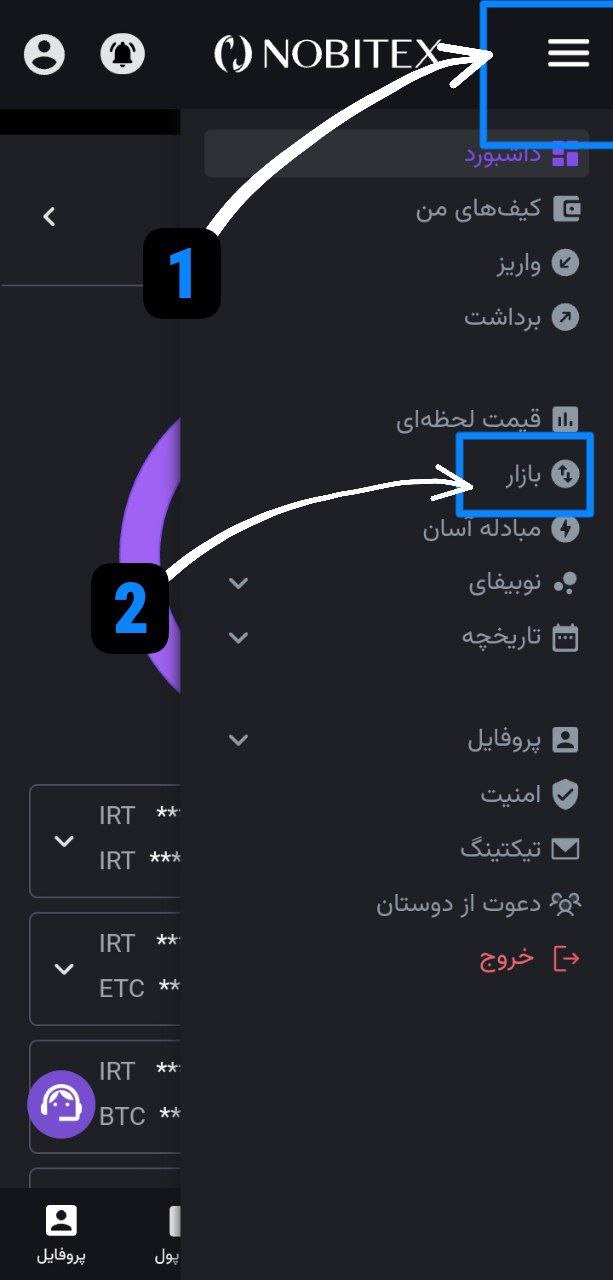 NOBITEX
داشبورد
کیف‌های من
واریز
برداشت
1
قیمت لحظه‌ای
بازار
مبادله آسان
2
نوبیفای
تاریخچه
پروفایل
امنیت
تیکتینگ
دعوت از دوستان
خروج
IRT **
IRT ***
IRT **
ETC **
IRT **
BTC **
پروفایل
پول